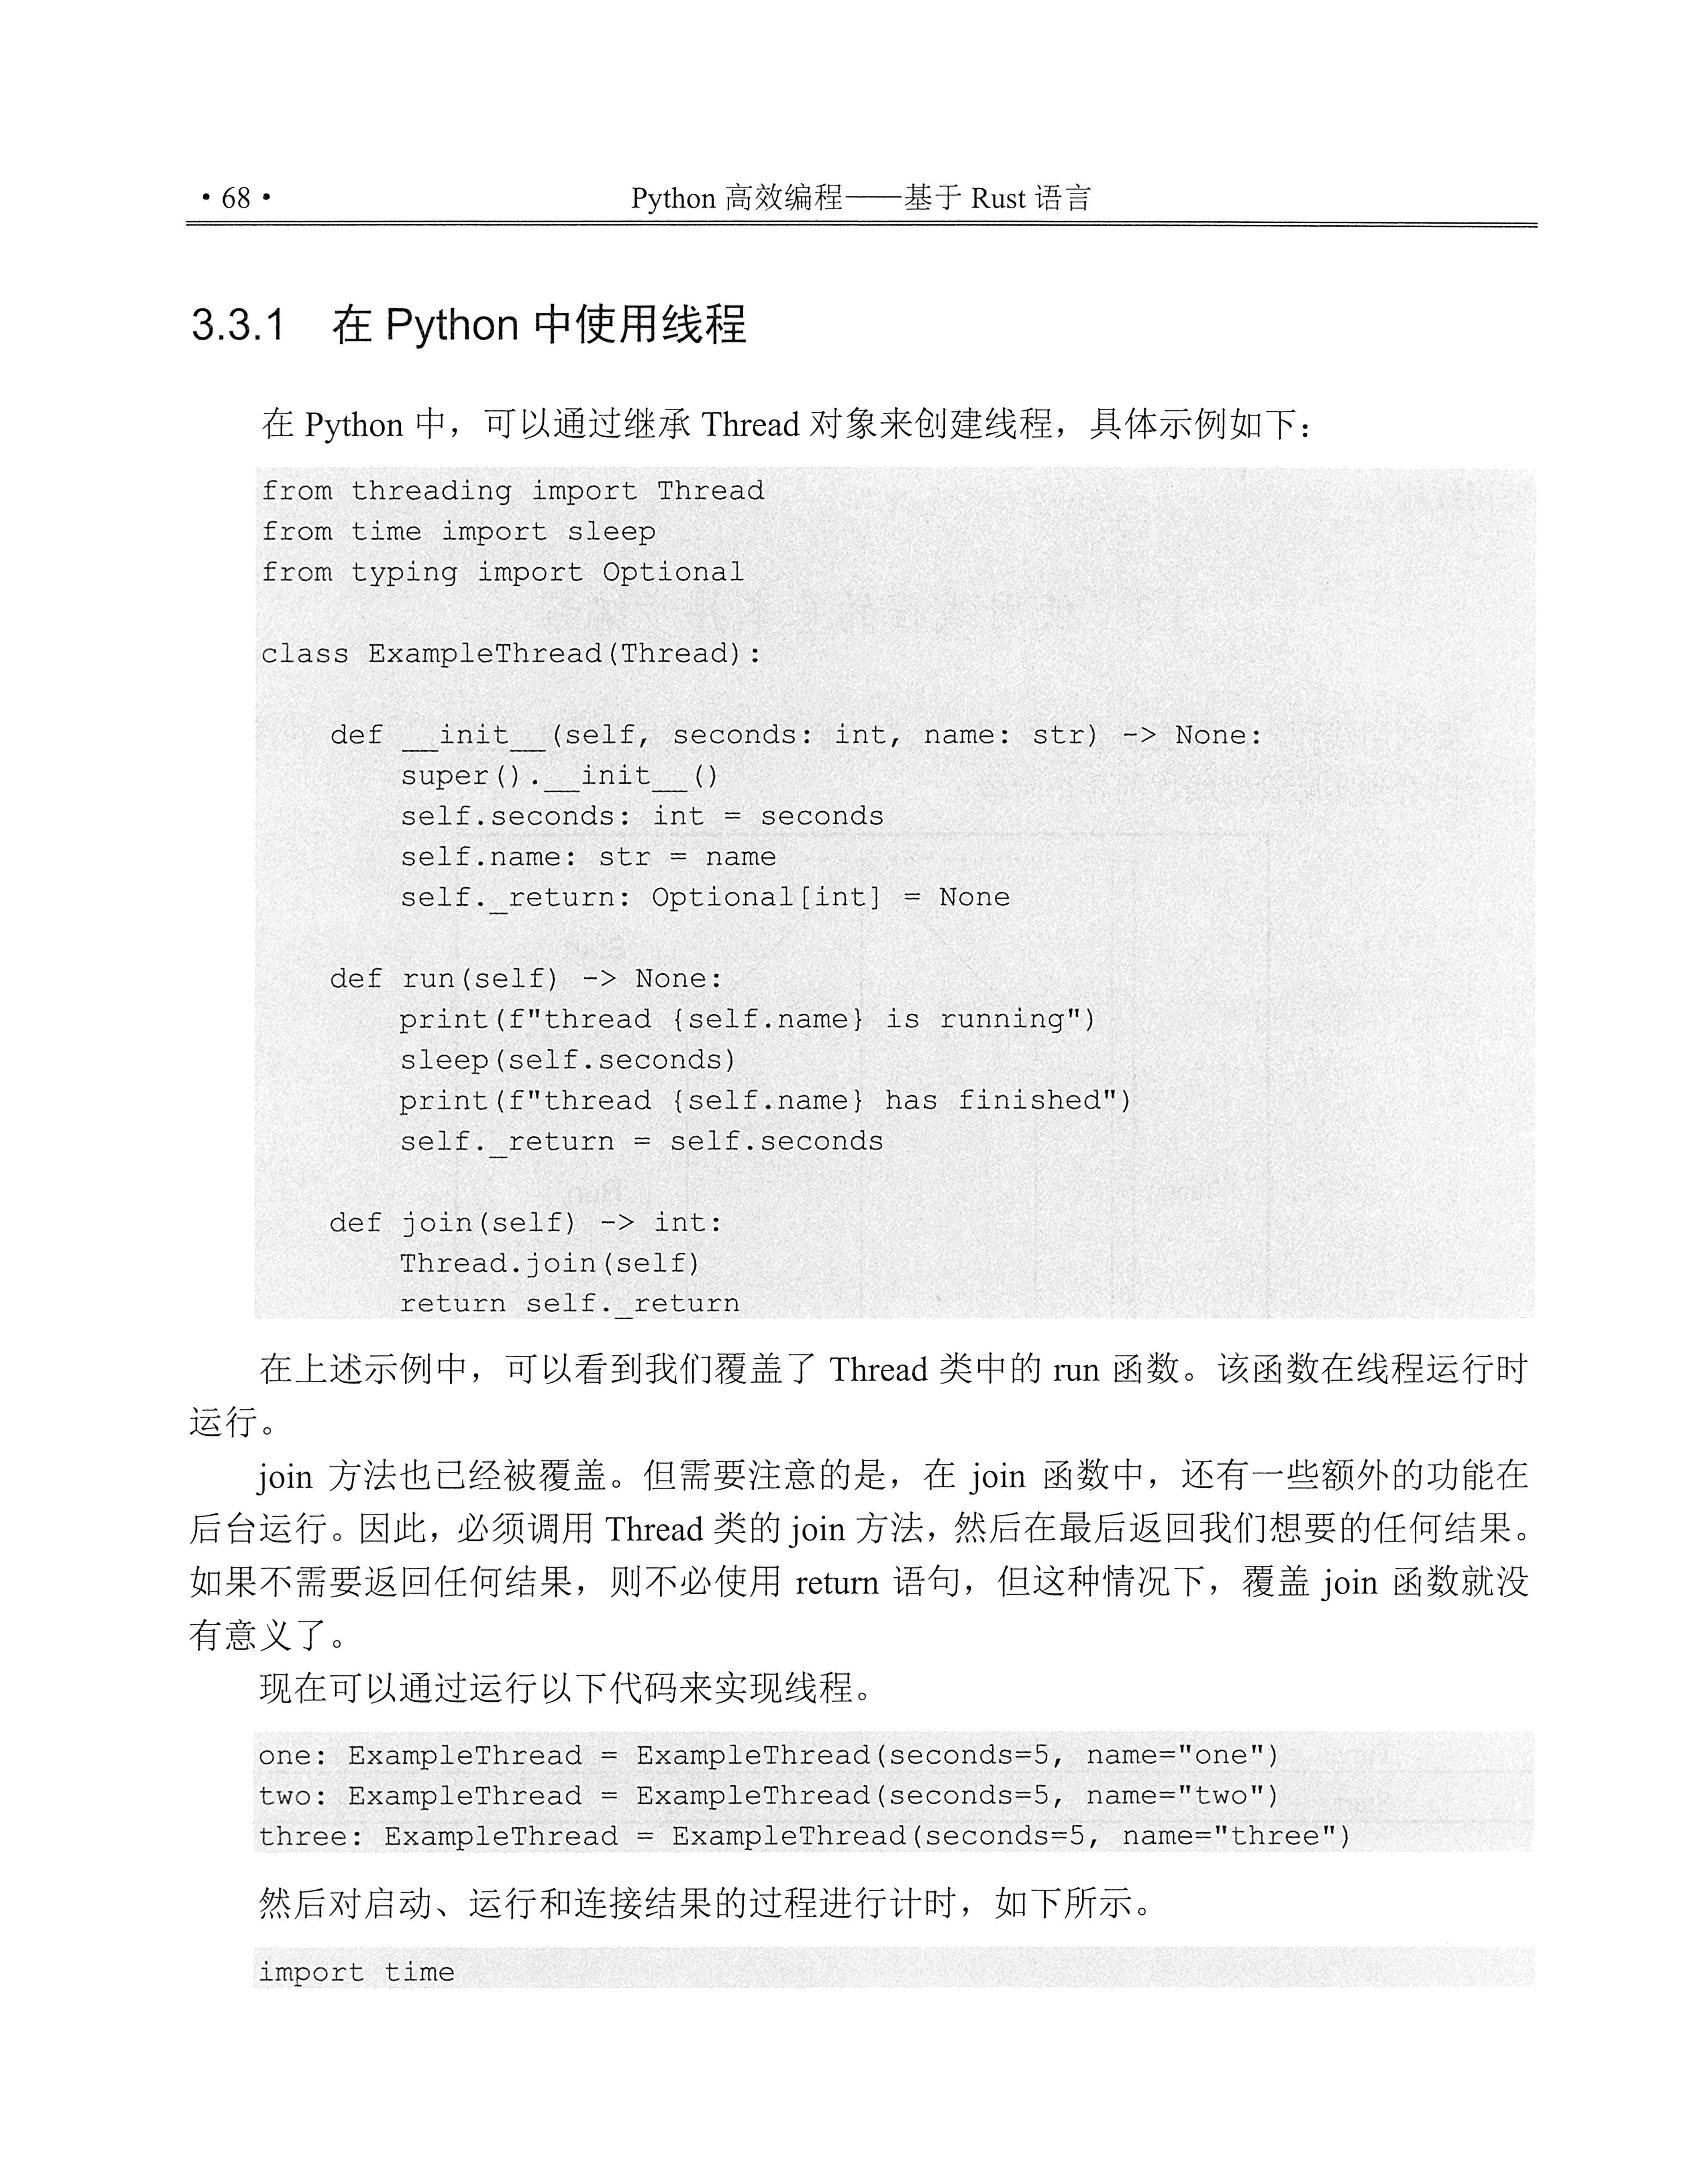 • 68 •
Python 高效编程——基于 Rust 语言
3.3.1 在 Python 中使用线程
在 Python 中，可以通过继承 Thread 对象来创建线程，具体示例如下：
from threading import Thread
from time import sleep
from typing import Optional
class ExampleThread(Thread):
    def __init__(self, seconds: int, name: str) -> None:
        super().__init__()
        self.seconds: int = seconds
        self.name: str = name
        self._return: Optional[int] = None
    def run(self) -> None:
        print(f"thread {self.name} is running")
        sleep(self.seconds)
        print(f"thread {self.name} has finished")
        self._return = self.seconds
    def join(self) -> int:
        Thread.join(self)
        return self._return
在上述示例中，可以看到我们覆盖了 Thread 类中的 run 函数。该函数在线程运行时
运行。
join 方法也已经被覆盖。但需要注意的是，在 join 函数中，还有一些额外的功能在
后台运行。因此，必须调用 Thread 类的 join 方法，然后在最后返回我们想要的任何结果。
如果不需要返回任何结果，则不必使用 return 语句，但这种情况下，覆盖 join 函数就没
有意义了。
现在可以通过运行以下代码来实现线程。
one: ExampleThread = ExampleThread(seconds=5, name="one")
two: ExampleThread = ExampleThread(seconds=5, name="two")
three: ExampleThread = ExampleThread(seconds=5, name="three")
然后对启动、运行和连接结果的过程进行计时，如下所示。
import time